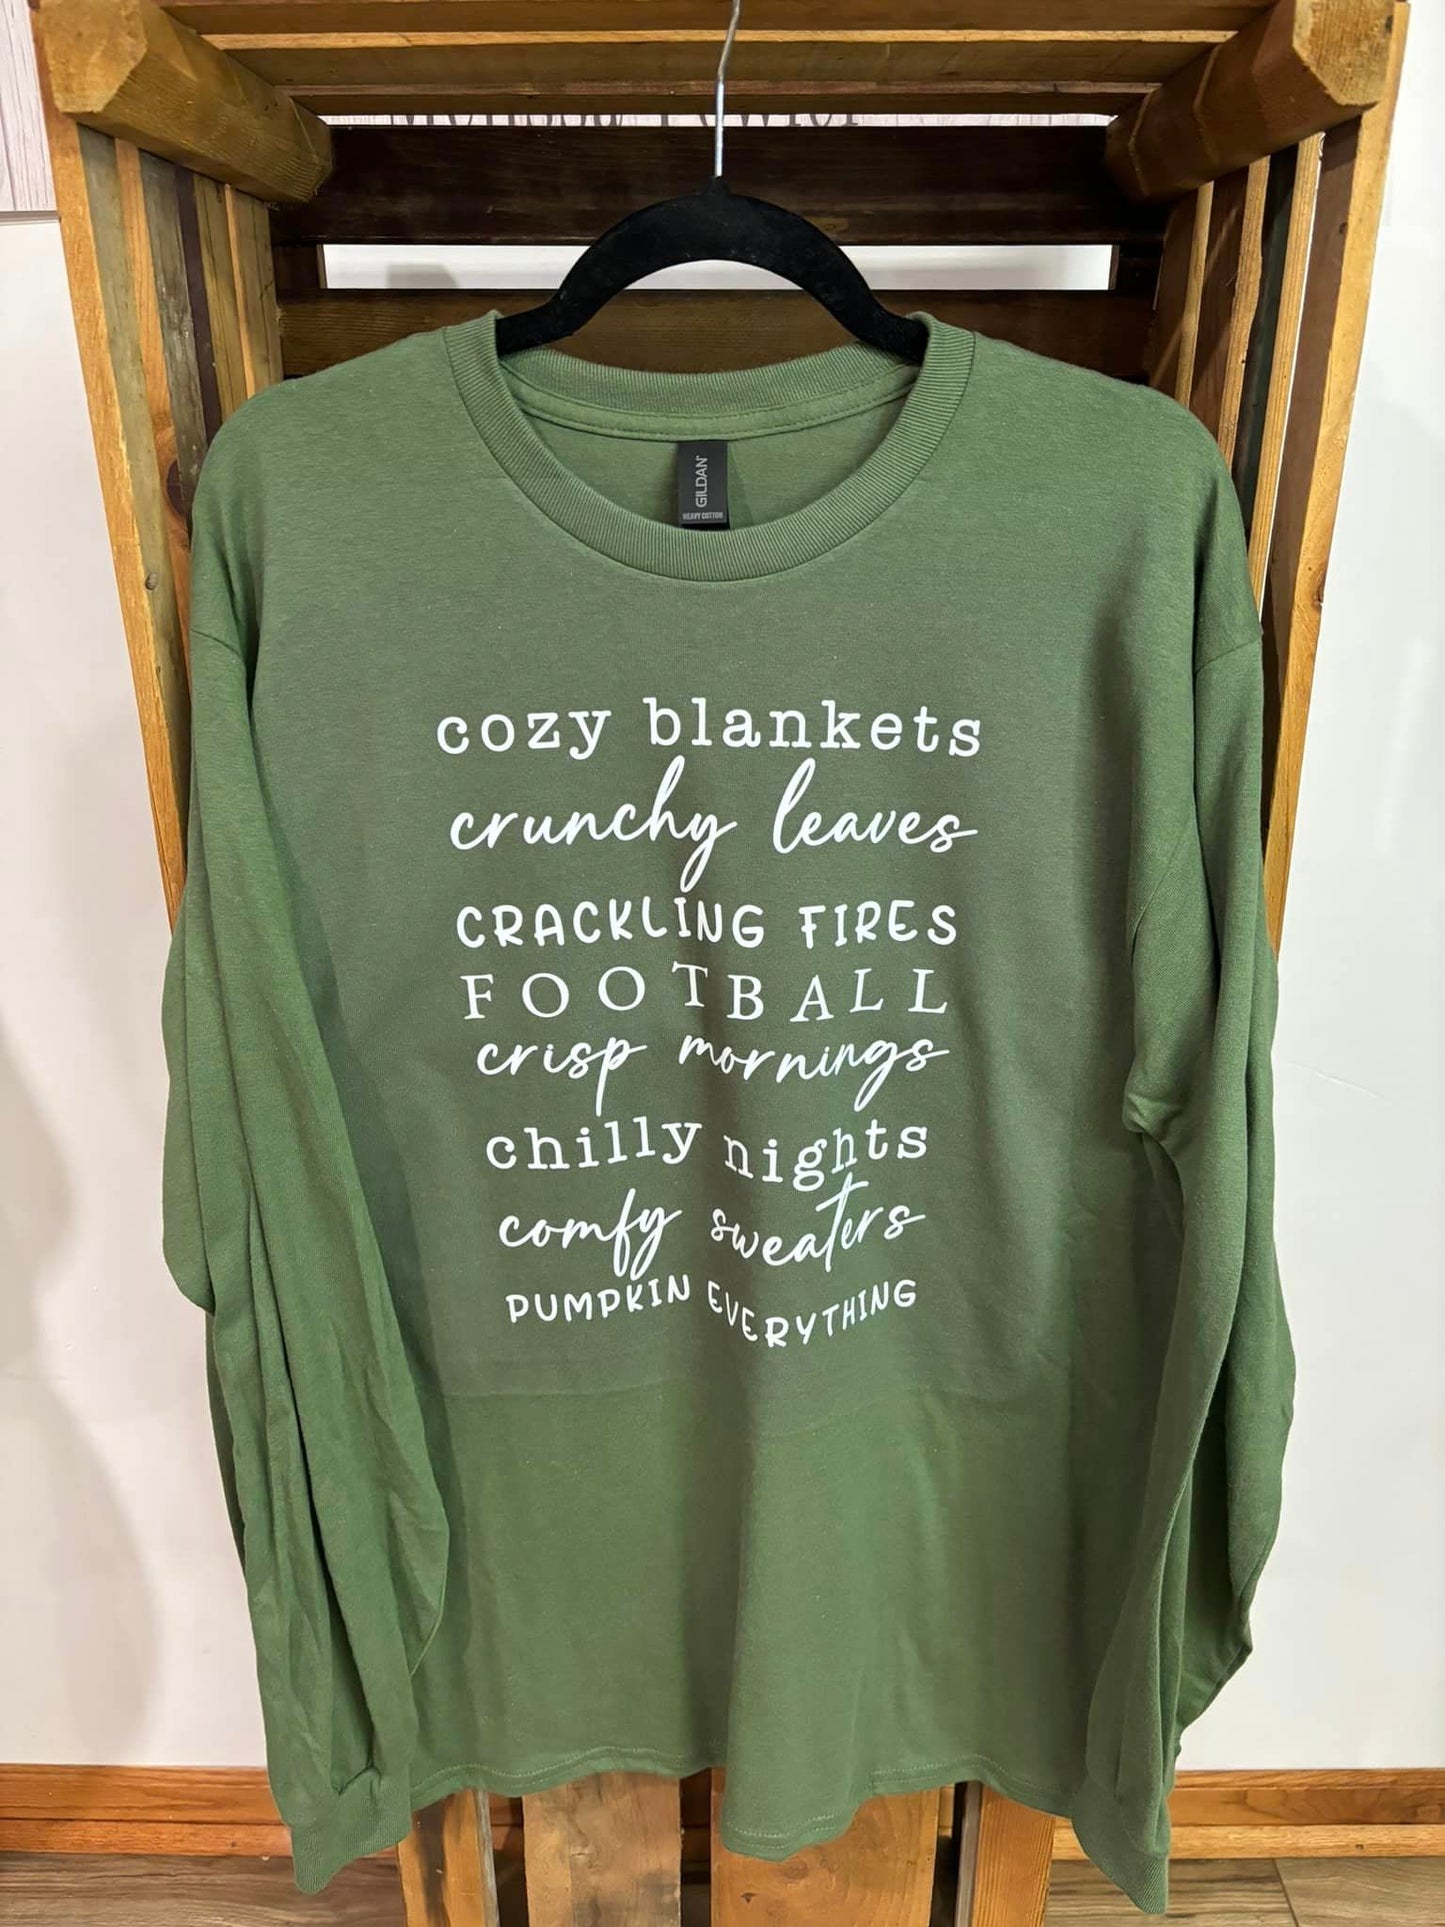 GILDAN
HEAVY COTTON
cozy blankets
crunchy leaves
CRACKLING FIRES
FOOTBALL
crisp mornings
chilly nights
comfy sweaters
PUMPKIN EVERYTHING